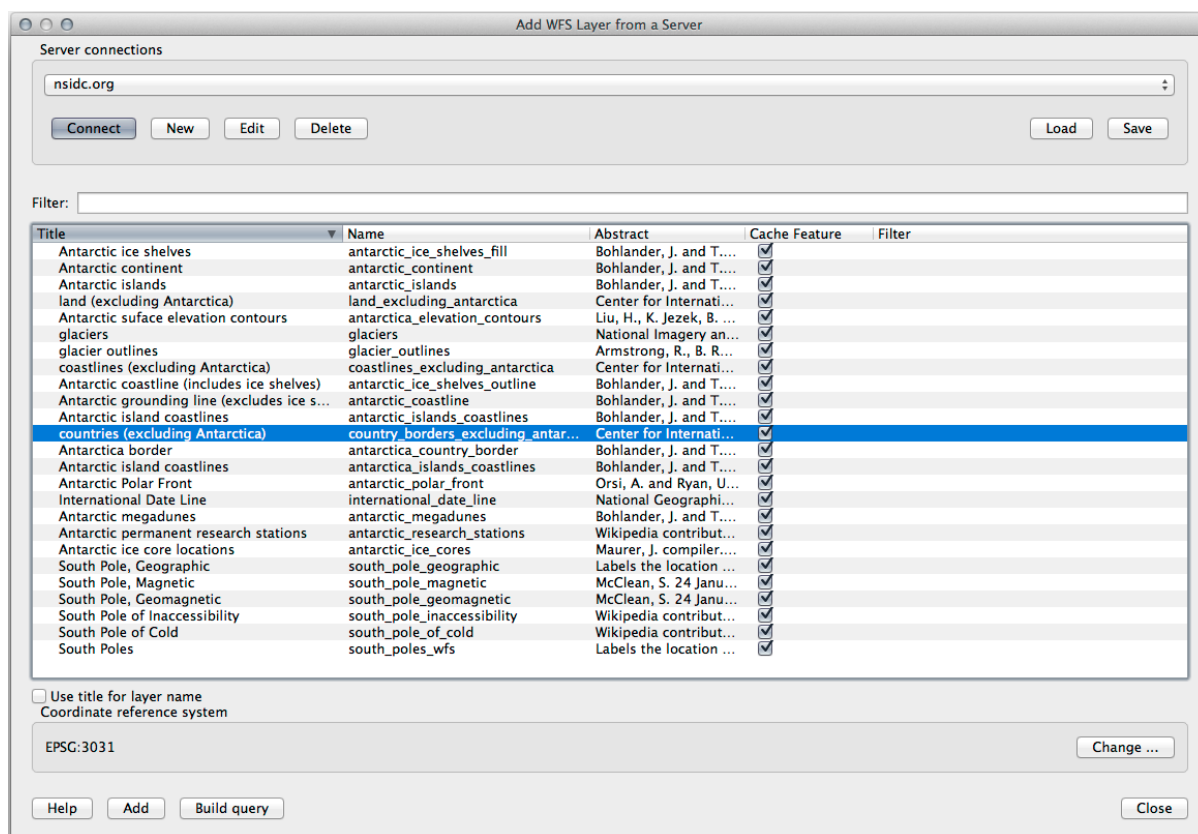 Add WFS Layer from a Server
Server connections
nsidc.org
Connect New Edit Delete Load Save
Filter:
Title Name Abstract Cache Feature Filter
Antarctic ice shelves antarctic_ice_shelves_fill Bohlander, J. and T....
Antarctic continent antarctic_continent Bohlander, J. and T....
Antarctic islands antarctic_islands Bohlander, J. and T....
land (excluding Antarctica) land_excluding_antarctica Center for Internati...
Antarctic suface elevation contours antarctica_elevation_contours Liu, H., K. Jezek, B. ...
glaciers glaciers National Imagery an...
glacier outlines glacier_outlines Armstrong, R., B. R...
coastlines (excluding Antarctica) coastlines_excluding_antarctica Center for Internati...
Antarctic coastline (includes ice shelves) antarctic_ice_shelves_outline Bohlander, J. and T....
Antarctic grounding line (excludes ice s... antarctic_coastline Bohlander, J. and T....
Antarctic island coastlines antarctic_islands_coastlines Bohlander, J. and T....
countries (excluding Antarctica) country_borders_excluding_antar... Center for Internati...
Antarctica border antarctica_country_border Bohlander, J. and T....
Antarctic island coastlines antarctica_islands_coastlines Bohlander, J. and T....
Antarctic Polar Front antarctic_polar_front Orsi, A. and Ryan, U...
International Date Line international_date_line National Geographi...
Antarctic megadunes antarctic_megadunes Bohlander, J. and T....
Antarctic permanent research stations antarctic_research_stations Wikipedia contribut...
Antarctic ice core locations antarctic_ice_cores Maurer, J. compiler....
South Pole, Geographic south_pole_geographic Labels the location ...
South Pole, Magnetic south_pole_magnetic McClean, S. 24 Janu...
South Pole, Geomagnetic south_pole_geomagnetic McClean, S. 24 Janu...
South Pole of Inaccessibility south_pole_inaccessibility Wikipedia contribut...
South Pole of Cold south_pole_of_cold Wikipedia contribut...
South Poles south_poles_wfs Labels the location ...
Use title for layer name
Coordinate reference system
EPSG:3031 Change ...
Help Add Build query Close